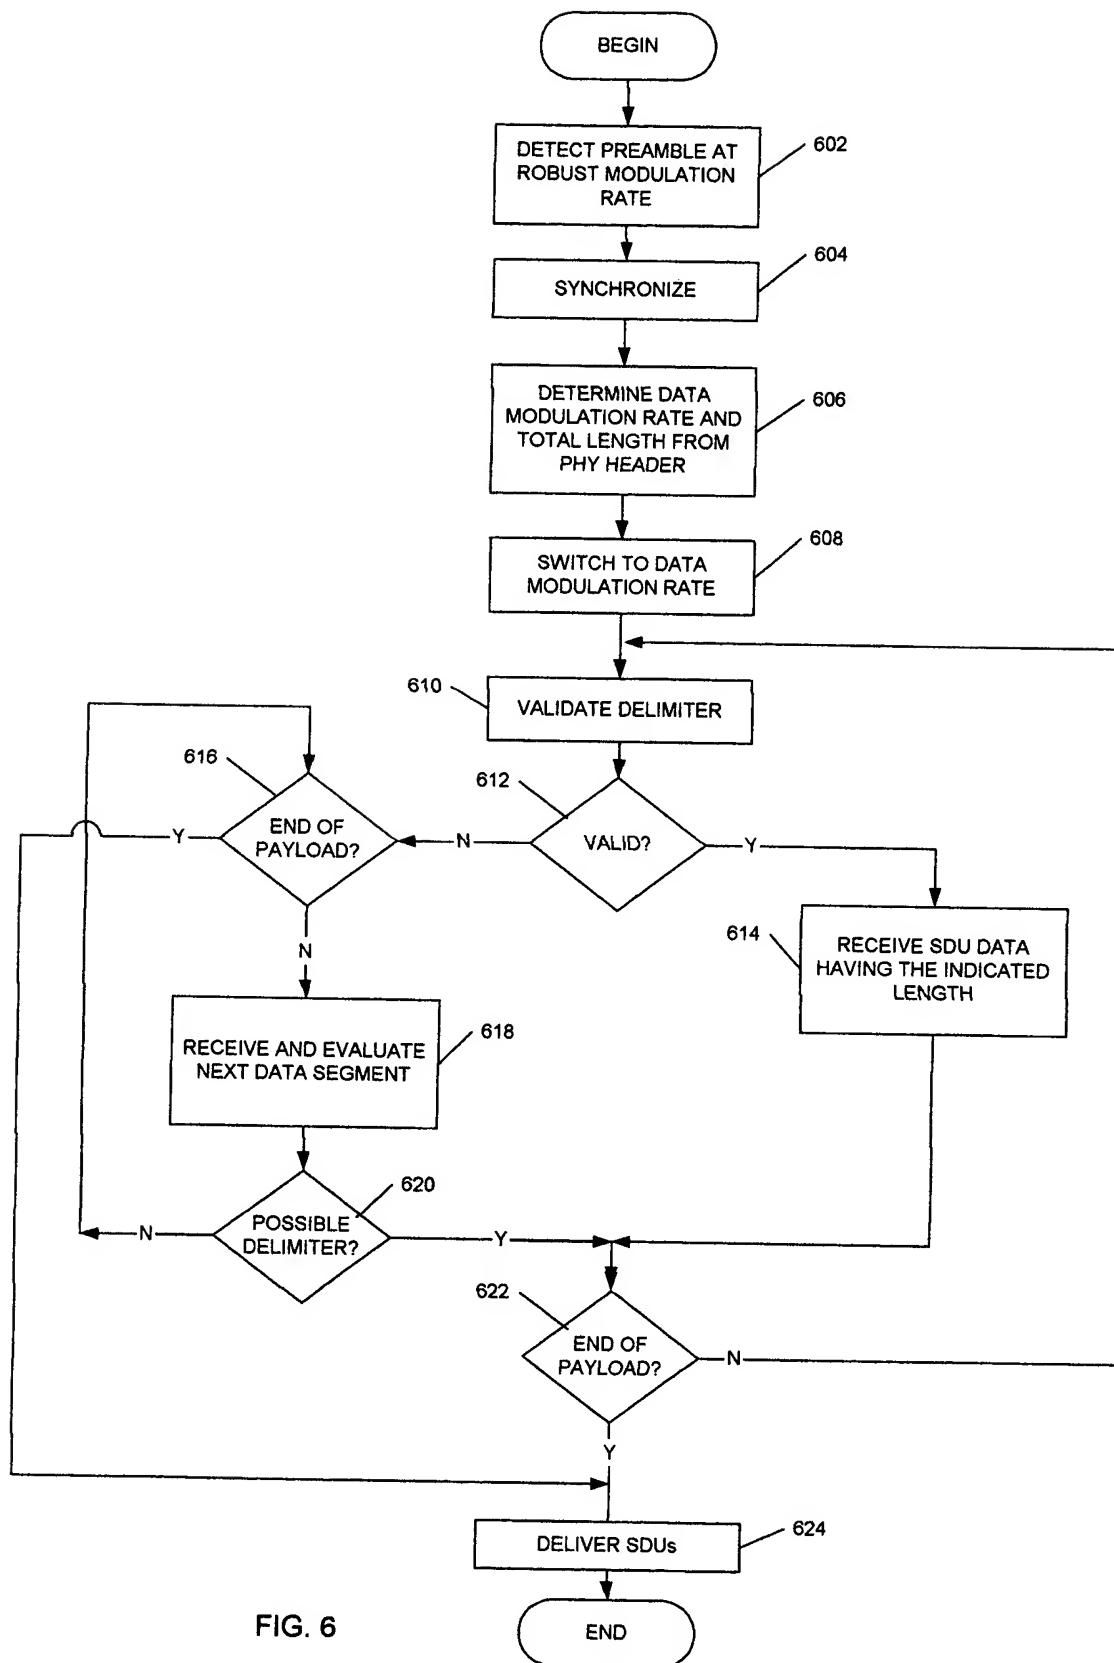 BEGIN
DETECT PREAMBLE AT
ROBUST MODULATION
RATE
602
SYNCHRONIZE
604
DETERMINE DATA
MODULATION RATE AND
TOTAL LENGTH FROM
PHY HEADER
606
SWITCH TO DATA
MODULATION RATE
608
610
VALIDATE DELIMITER
616
END OF
PAYLOAD?
Y
N
612
VALID?
N
Y
614
RECEIVE SDU DATA
HAVING THE INDICATED
LENGTH
RECEIVE AND EVALUATE
NEXT DATA SEGMENT
618
POSSIBLE
DELIMITER?
620
N
Y
622
END OF
PAYLOAD?
N
Y
DELIVER SDUs
624
END
FIG. 6